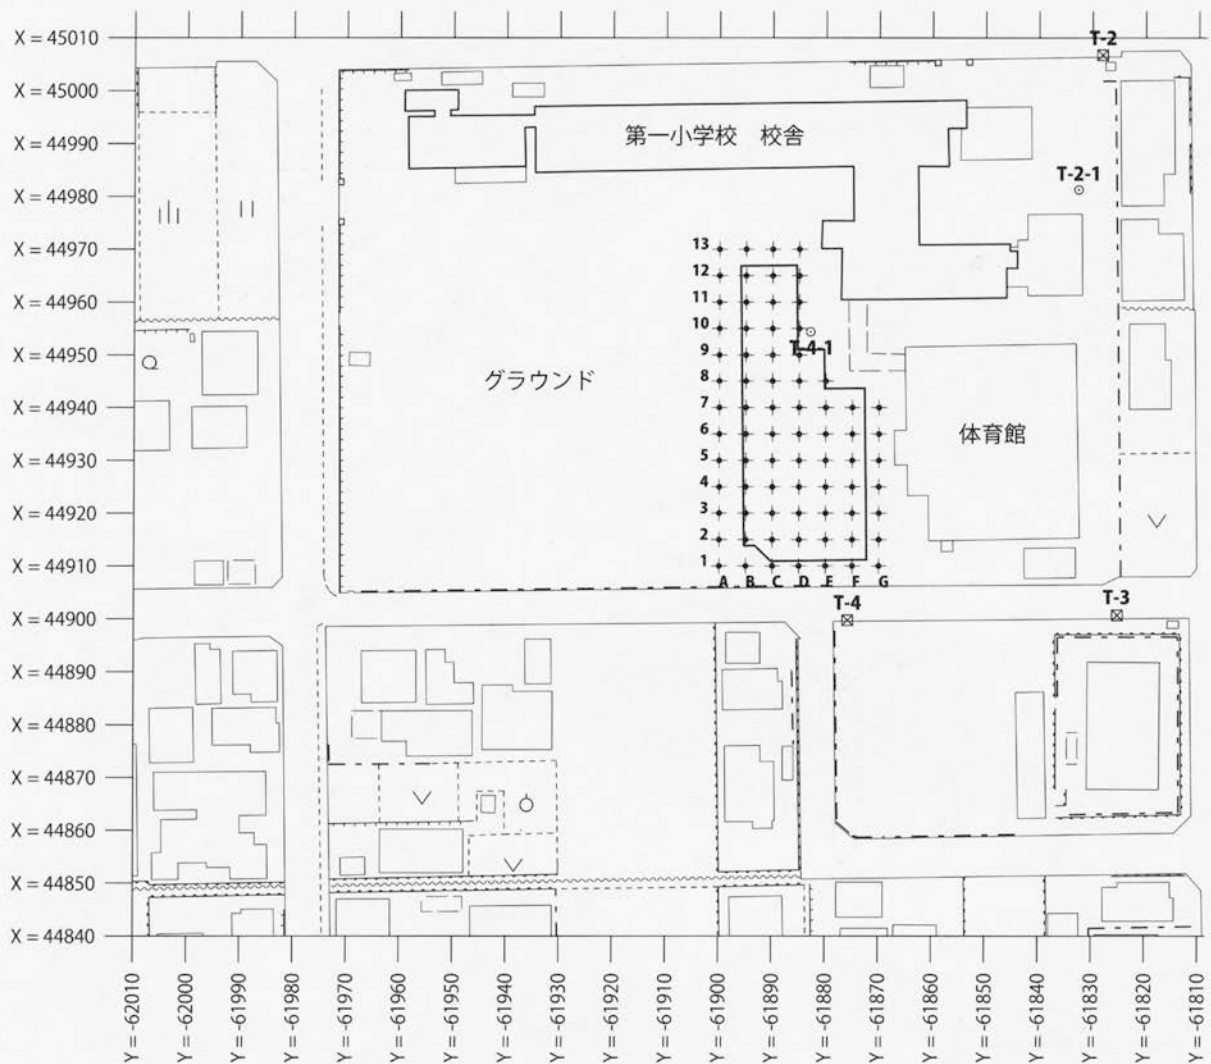 X = 45010
T-2
X = 45000
第一小学校 校舎
X = 44990
T-2-1
X = 44980
X = 44970
13
12
X = 44960
11
10
X = 44950
T-4-1
9
グラウンド
8
X = 44940
7
体育館
6
X = 44930
5
4
X = 44920
3
2
X = 44910
1
A B C D E F G
T-4
T-3
X = 44900
X = 44890
X = 44880
X = 44870
X = 44860
X = 44850
X = 44840
Y = -62010
Y = -62000
Y = -61990
Y = -61980
Y = -61970
Y = -61960
Y = -61950
Y = -61940
Y = -61930
Y = -61920
Y = -61910
Y = -61900
Y = -61890
Y = -61880
Y = -61870
Y = -61860
Y = -61850
Y = -61840
Y = -61830
Y = -61820
Y = -61810